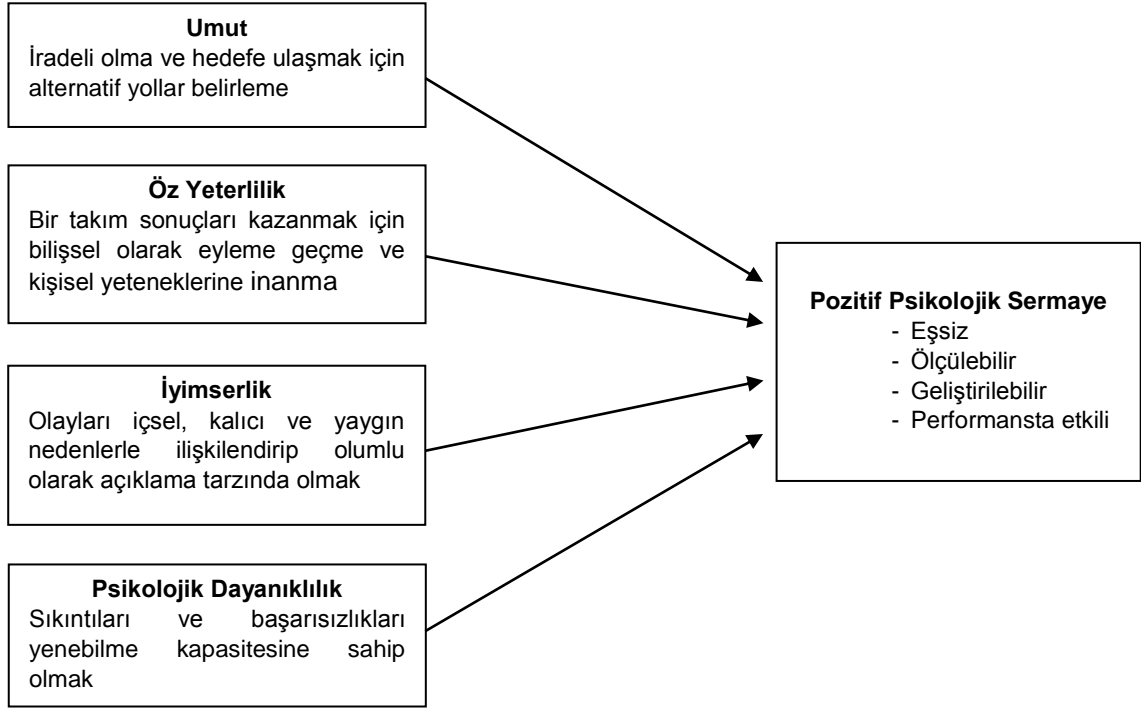 Umut
İradeli olma ve hedefe ulaşmak için
alternatif yollar belirleme
Öz Yeterlilik
Bir takım sonuçları kazanmak için
bilişsel olarak eyleme geçme ve
kişisel yeteneklerine inanma
İyimserlik
Olayları içsel, kalıcı ve yaygın
nedenlerle ilişkilendirip olumlu
olarak açıklama tarzında olmak
Psikolojik Dayanıklılık
Sıkıntıları ve başarısızlıkları
yenebilme kapasitesine sahip
olmak
Pozitif Psikolojik Sermaye
- Eşsiz
- Ölçülebilir
- Geliştirilebilir
- Performansta etkili